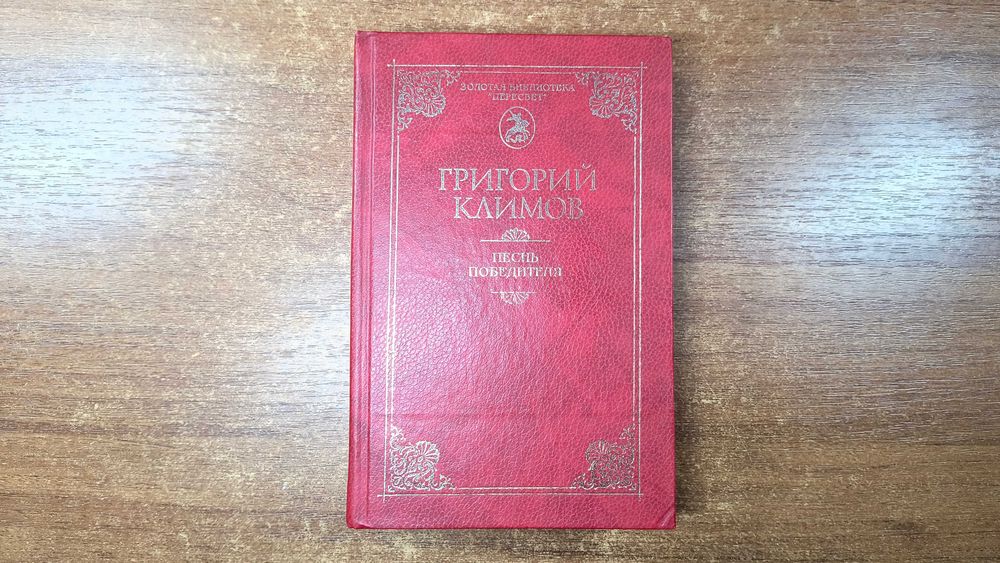 ЗОЛОТАЯ БИБЛИОТЕКА
"ПЕРЕСВЕТ"
ГРИГОРИЙ
КЛИМОВ
ПЕСНЬ
ПОБЕДИТЕЛЯ